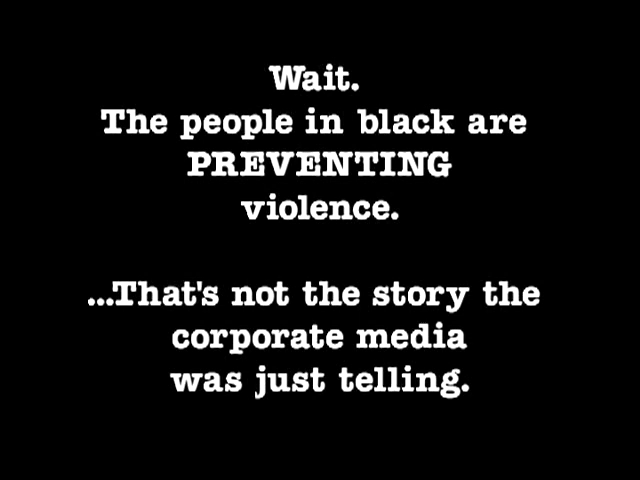 Wait.
The people in black are
PREVENTING
violence.
...That's not the story the
corporate media
was just telling.